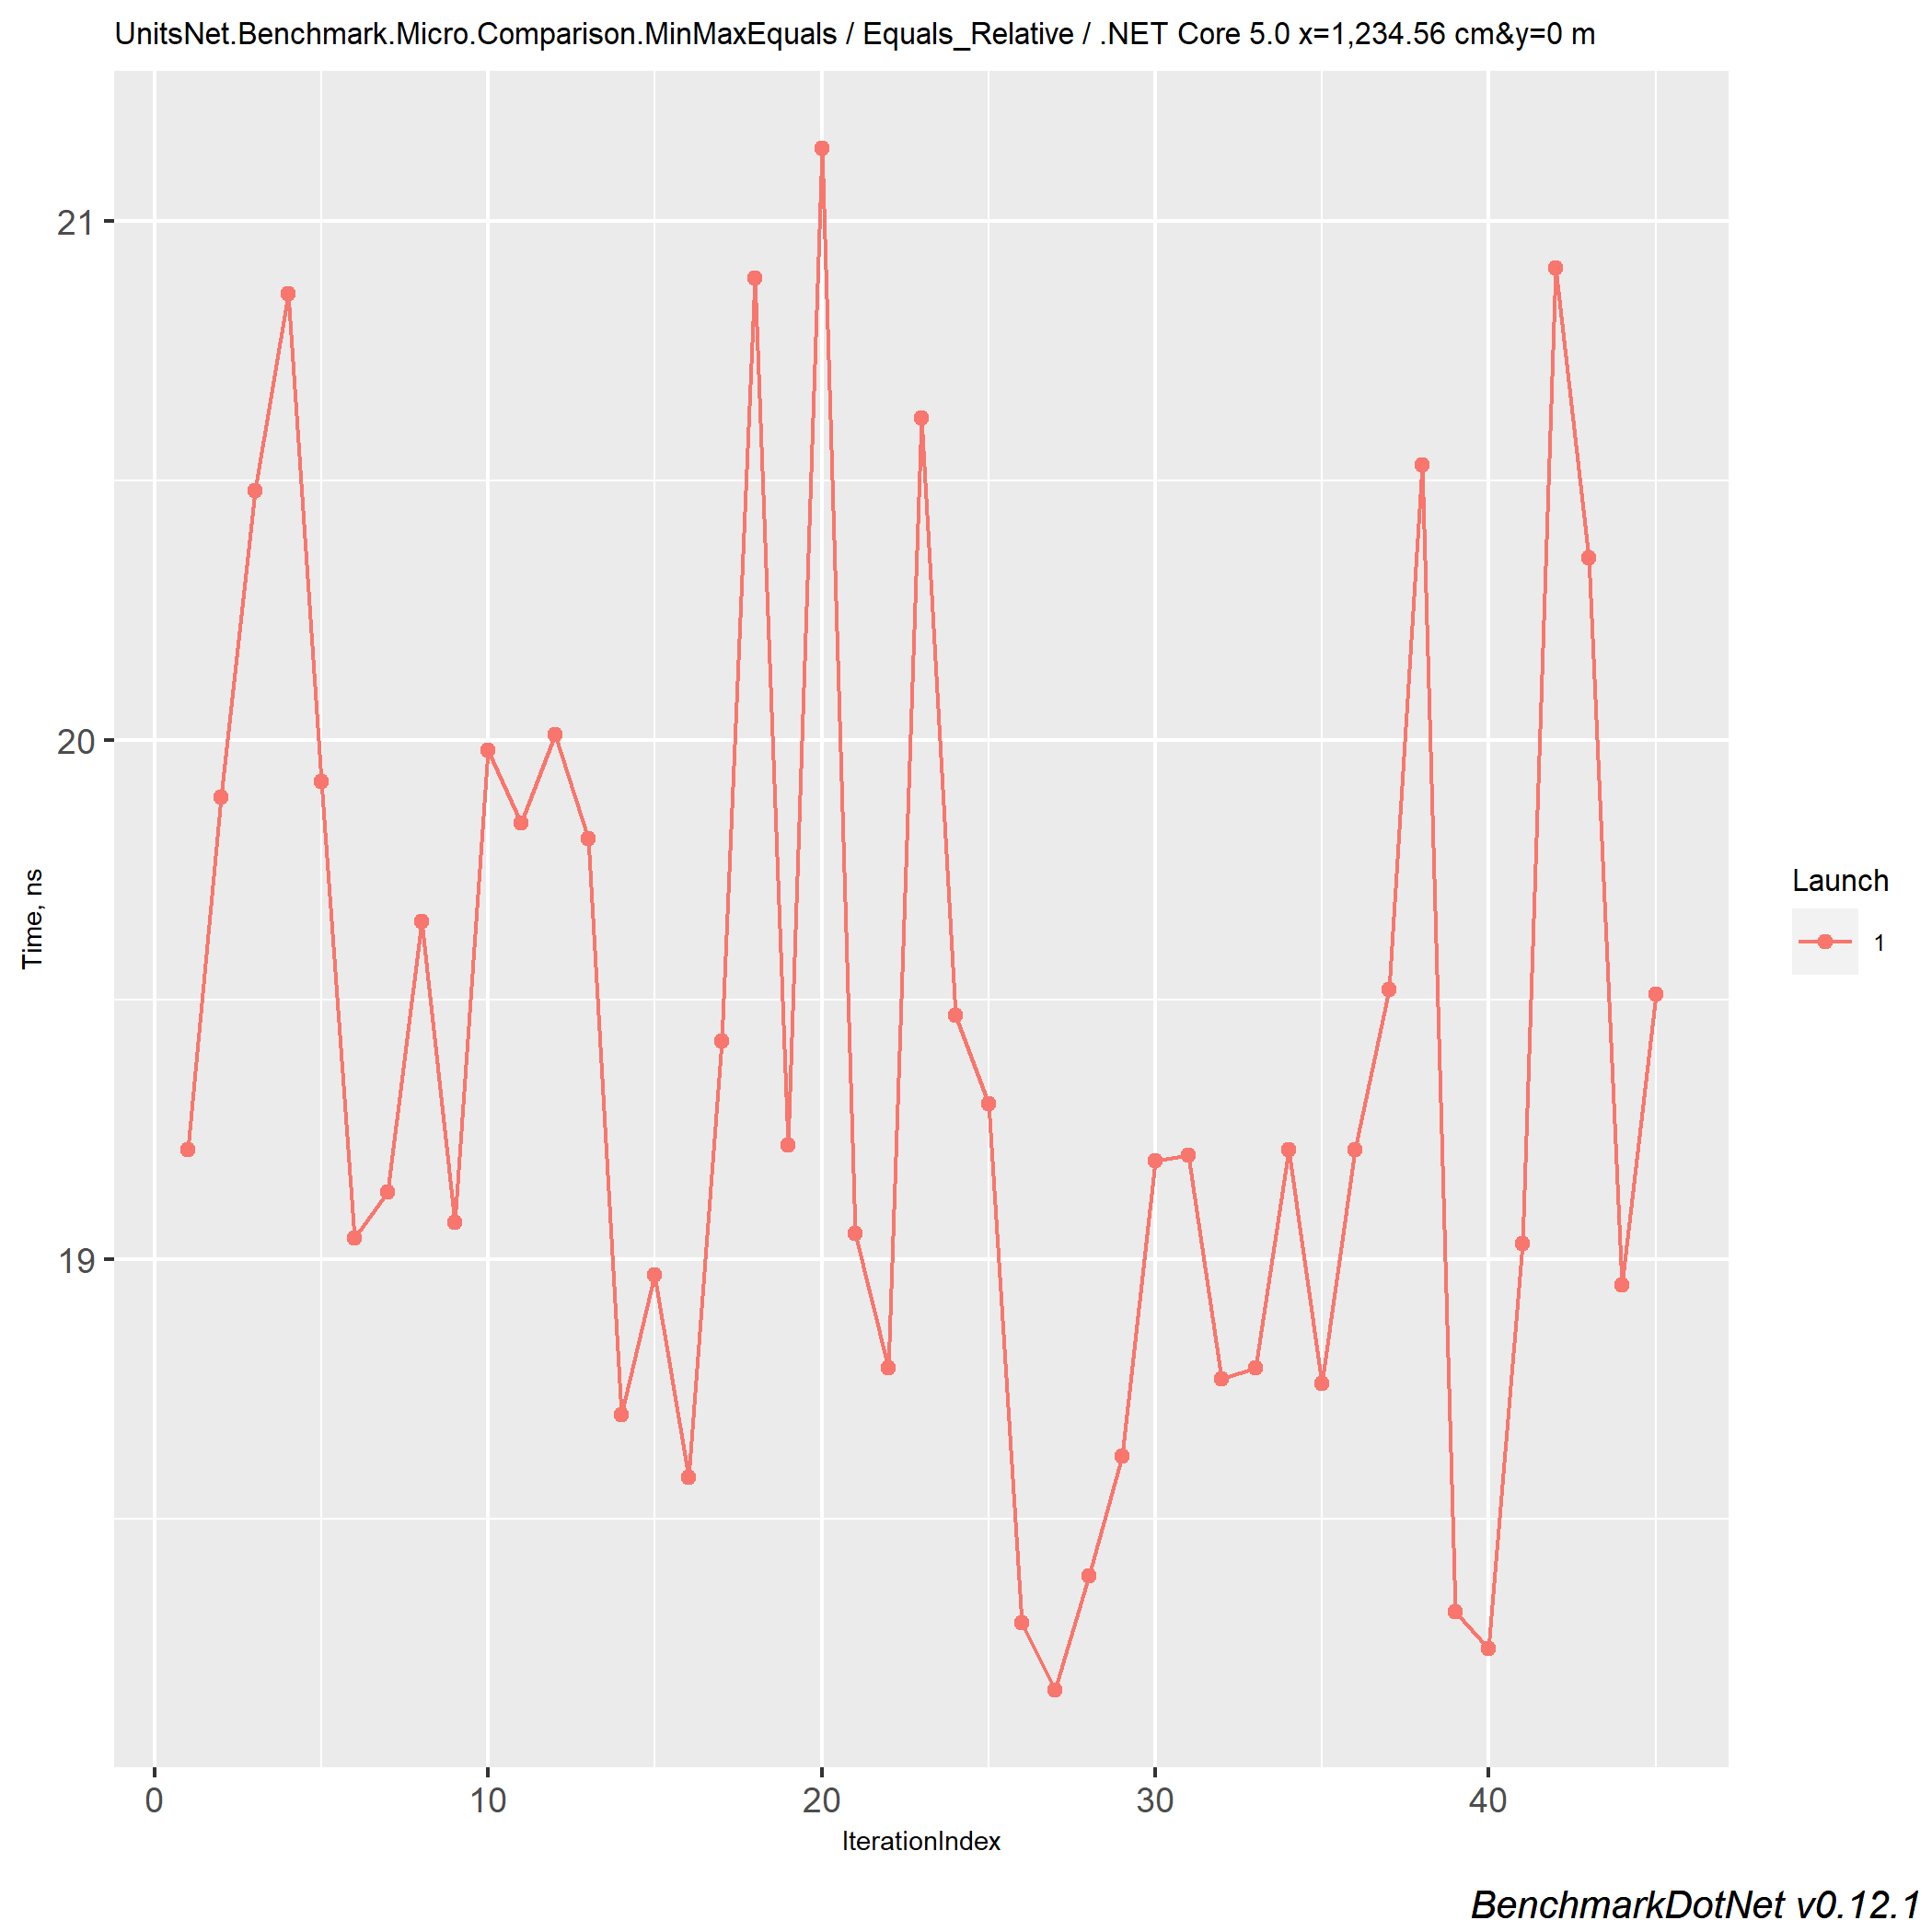 UnitsNet.Benchmark.Micro.Comparison.MinMaxEquals / Equals_Relative / .NET Core 5.0 x=1,234.56 cm&y=0 m
21
20
19
Time, ns
0 10 20 30 40
IterationIndex
Launch
1
BenchmarkDotNet v0.12.1